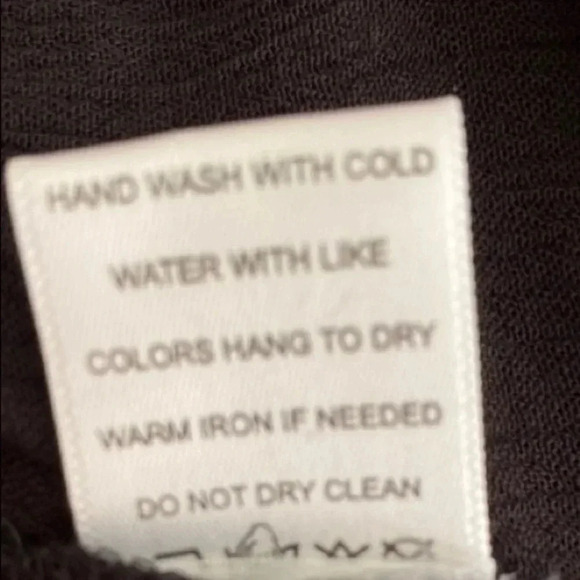 HAND WASH WITH COLD
WATER WITH LIKE
COLORS HANG TO DRY
WARM IRON IF NEEDED
DO NOT DRY CLEAN